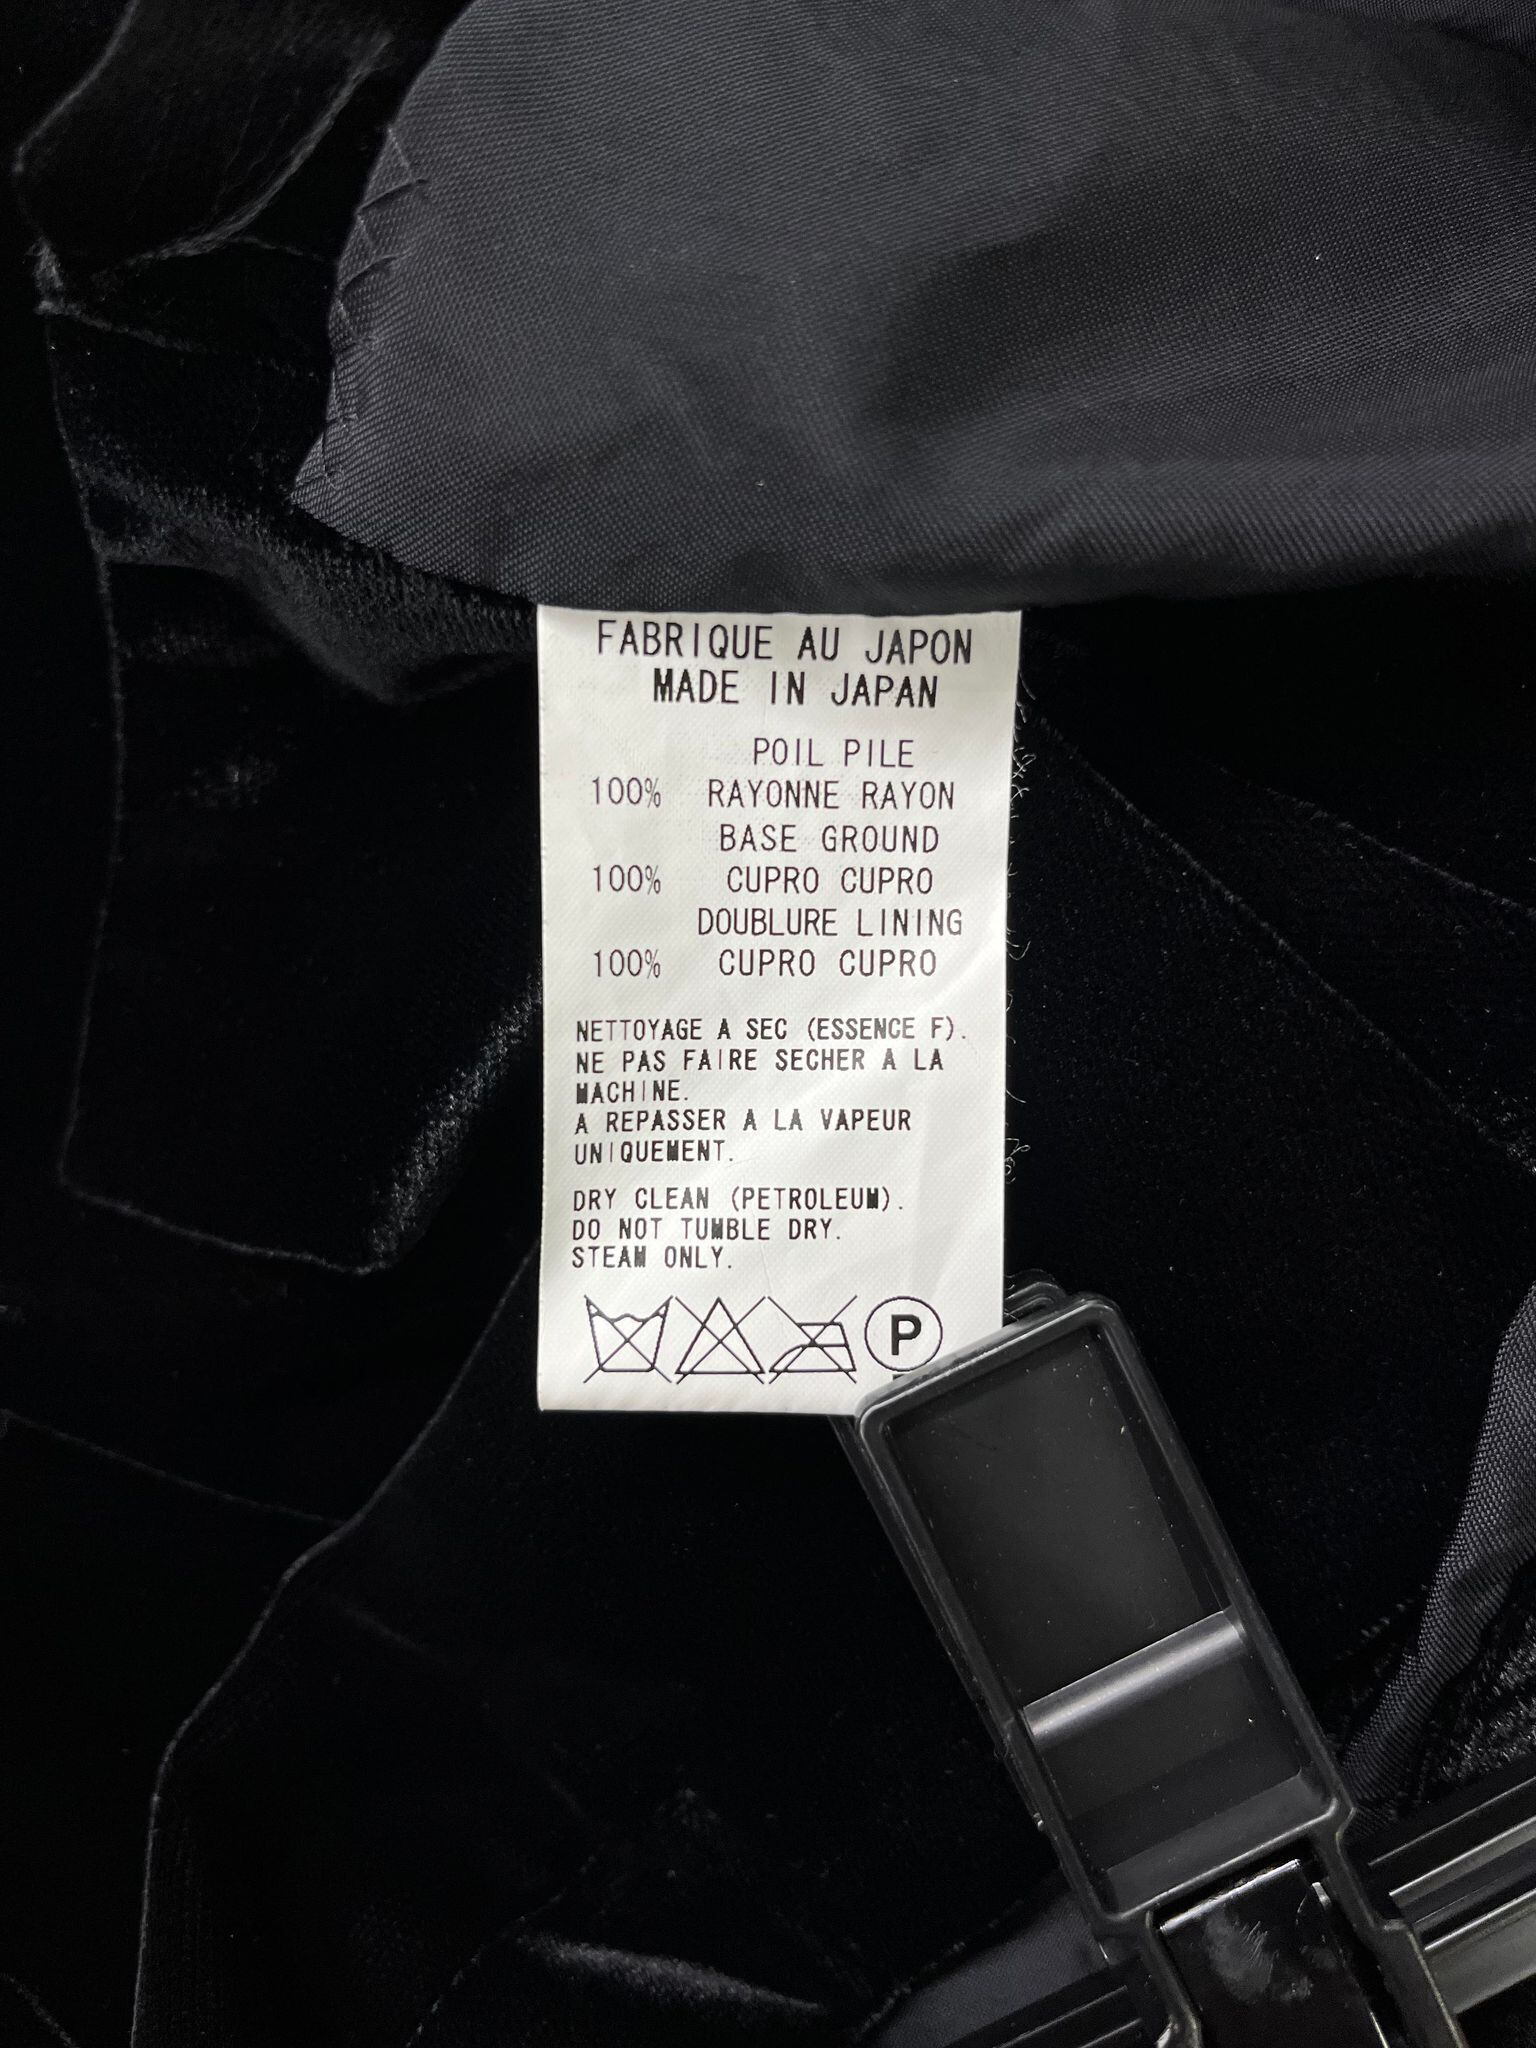 FABRIQUE AU JAPON
MADE IN JAPAN
POIL PILE
100% RAYONNE RAYON
BASE GROUND
100% CUPRO CUPRO
DOUBLURE LINING
100% CUPRO CUPRO
NETTOYAGE A SEC (ESSENCE F).
NE PAS FAIRE SECHER A LA
MACHINE.
A REPASSER A LA VAPEUR
UNIQUEMENT.
DRY CLEAN (PETROLEUM).
DO NOT TUMBLE DRY.
STEAM ONLY.
P